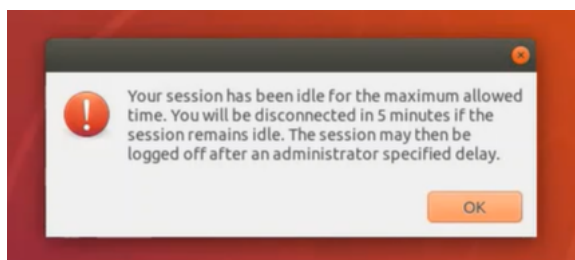 Your session has been idle for the maximum allowed
time. You will be disconnected in 5 minutes if the
session remains idle. The session may then be
logged off after an administrator specified delay.
OK